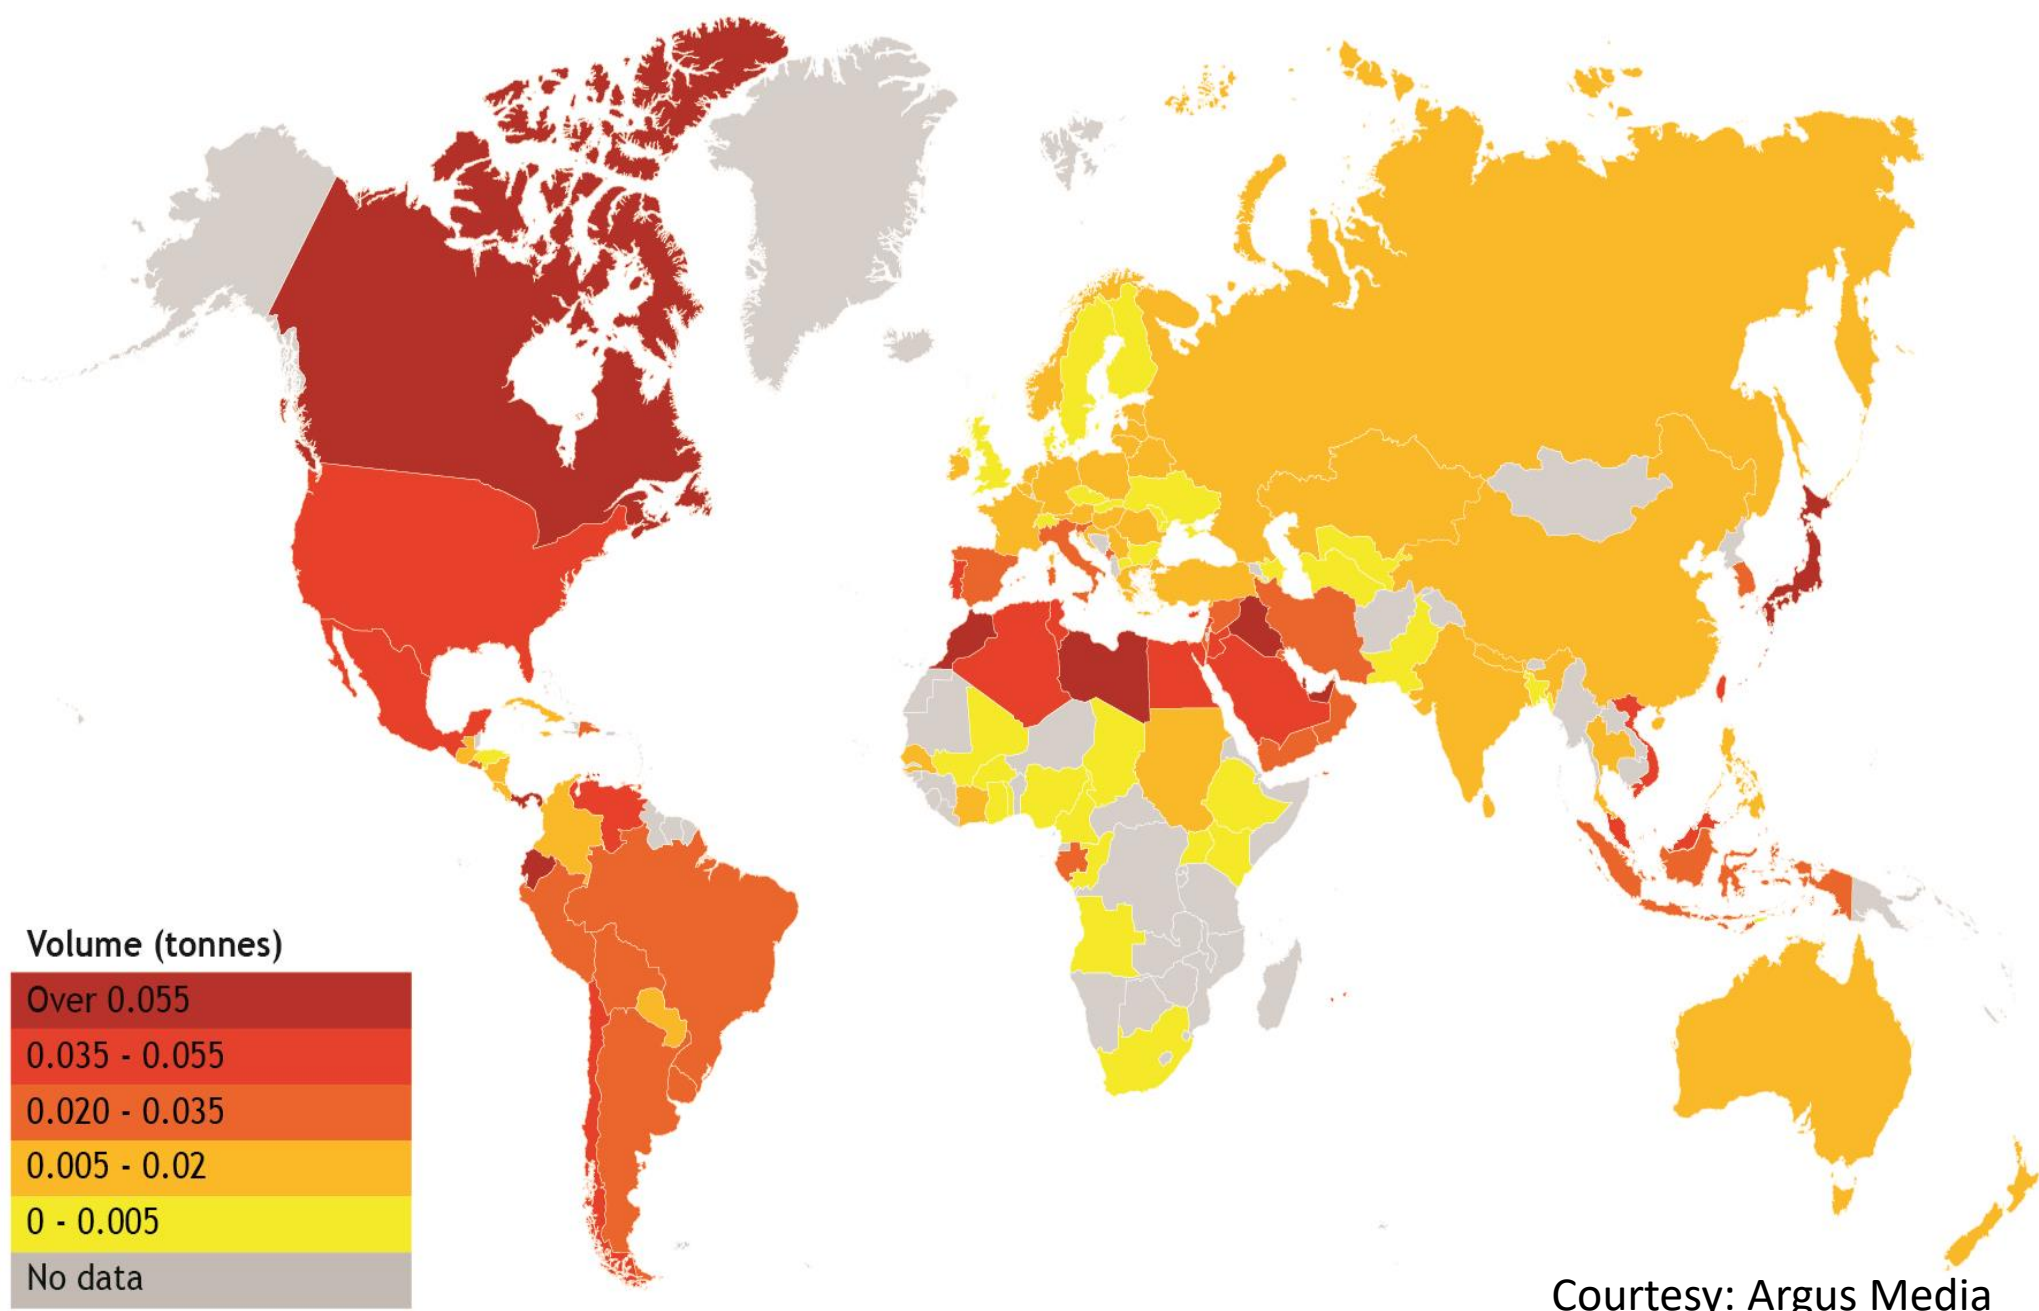 Volume (tonnes)
Over 0.055
0.035 - 0.055
0.020 - 0.035
0.005 - 0.02
0 - 0.005
No data
Courtesy: Argus Media